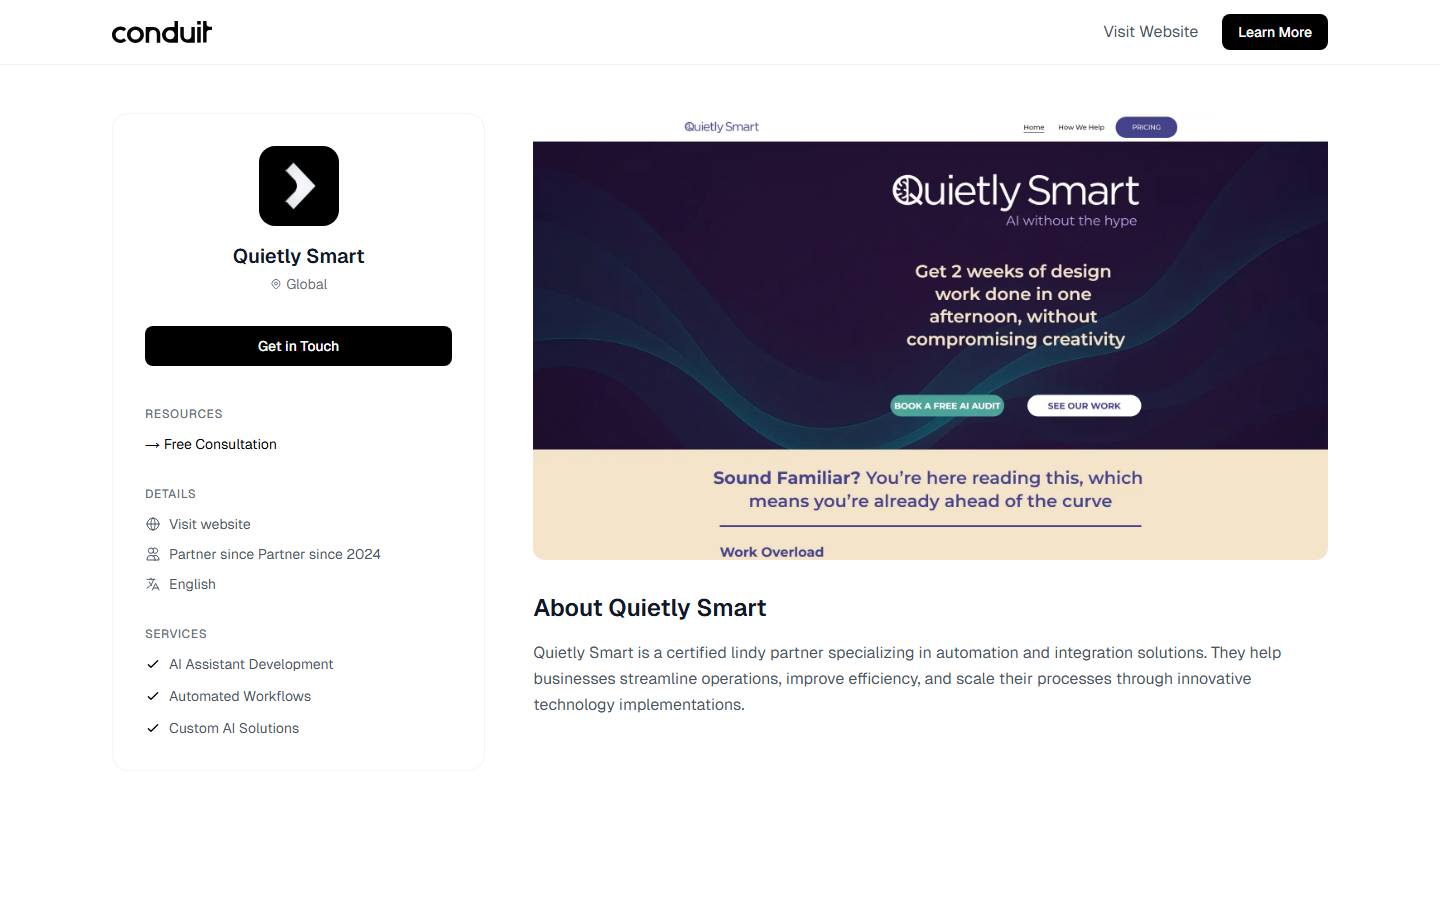 conduit
Visit Website
Learn More
Quietly Smart
Global
Get in Touch
RESOURCES
→ Free Consultation
DETAILS
Visit website
Partner since Partner since 2024
English
SERVICES
AI Assistant Development
Automated Workflows
Custom AI Solutions
Quietly Smart
Home
How We Help
PRICING
Quietly Smart
AI without the hype
Get 2 weeks of design
work done in one
afternoon, without
compromising creativity
BOOK A FREE AI AUDIT
SEE OUR WORK
Sound Familiar? You’re here reading this, which
means you’re already ahead of the curve
Work Overload
About Quietly Smart
Quietly Smart is a certified lindy partner specializing in automation and integration solutions. They help
businesses streamline operations, improve efficiency, and scale their processes through innovative
technology implementations.